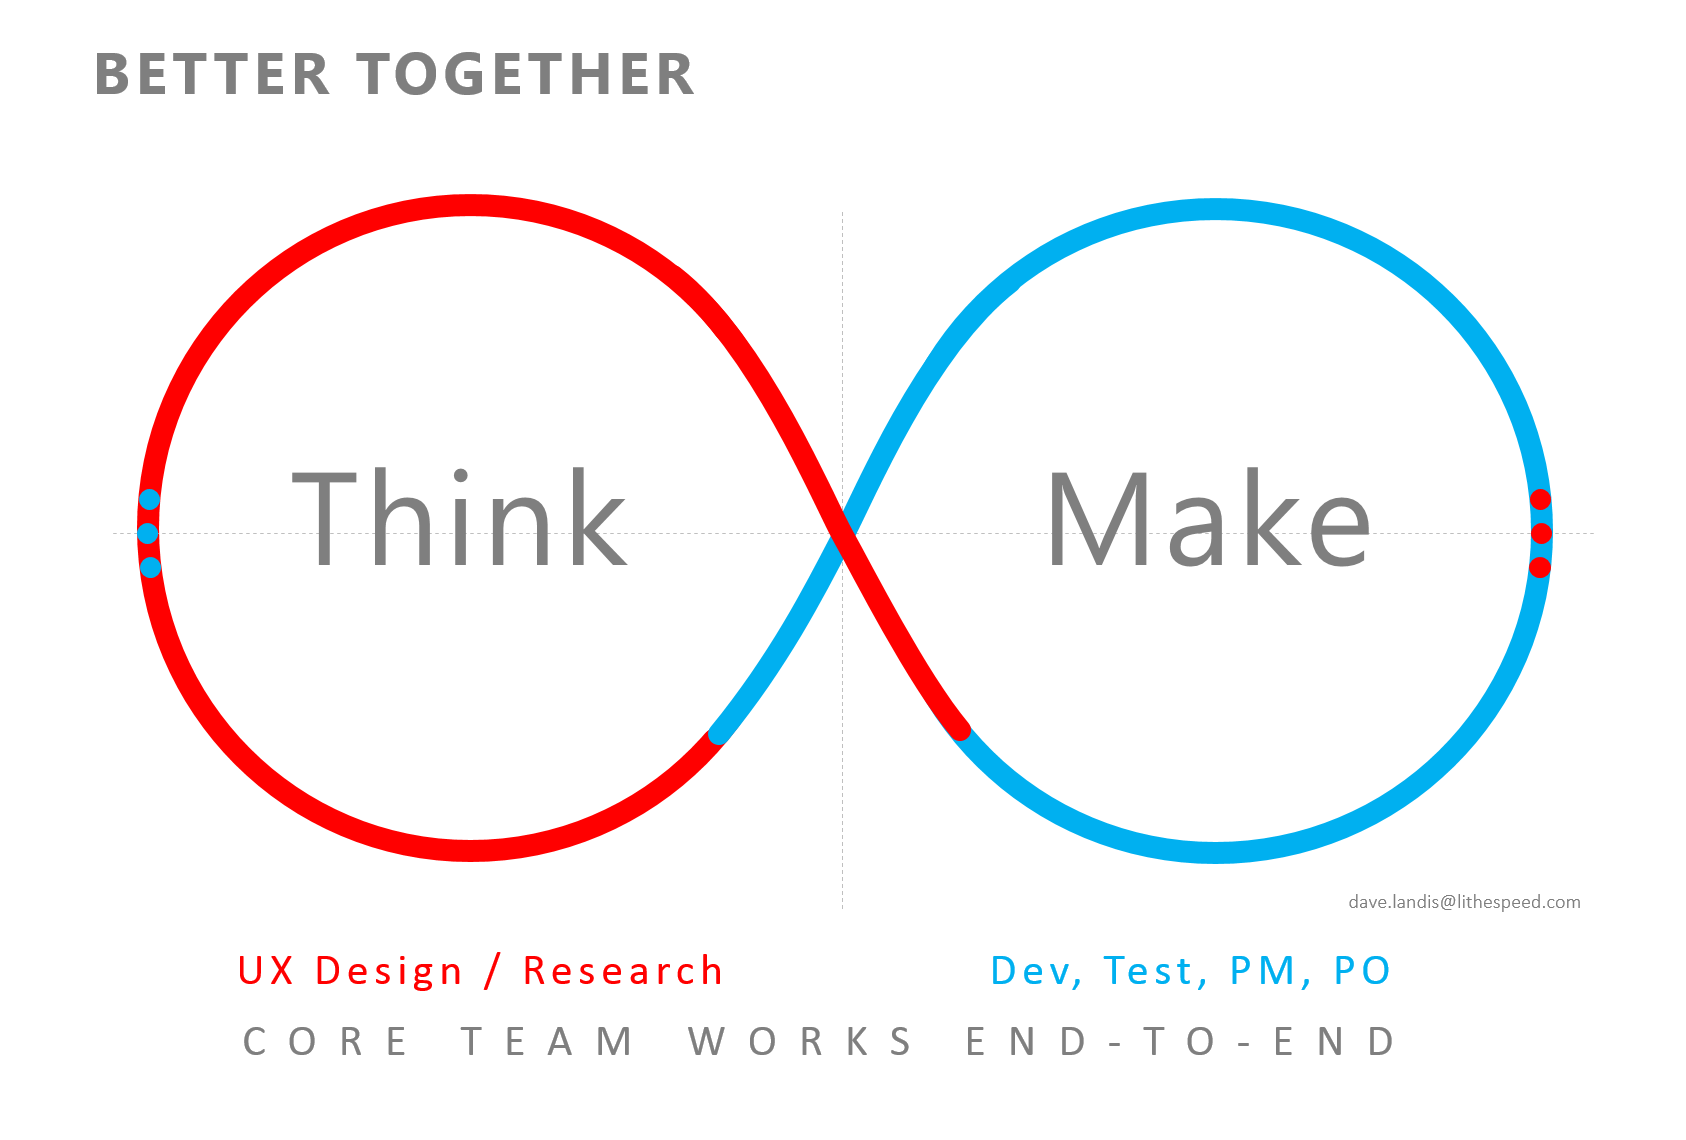 BETTER TOGETHER
Think
Make
dave.landis@lithespeed.com
UX Design / Research
Dev, Test, PM, PO
CORE TEAM WORKS END-TO-END